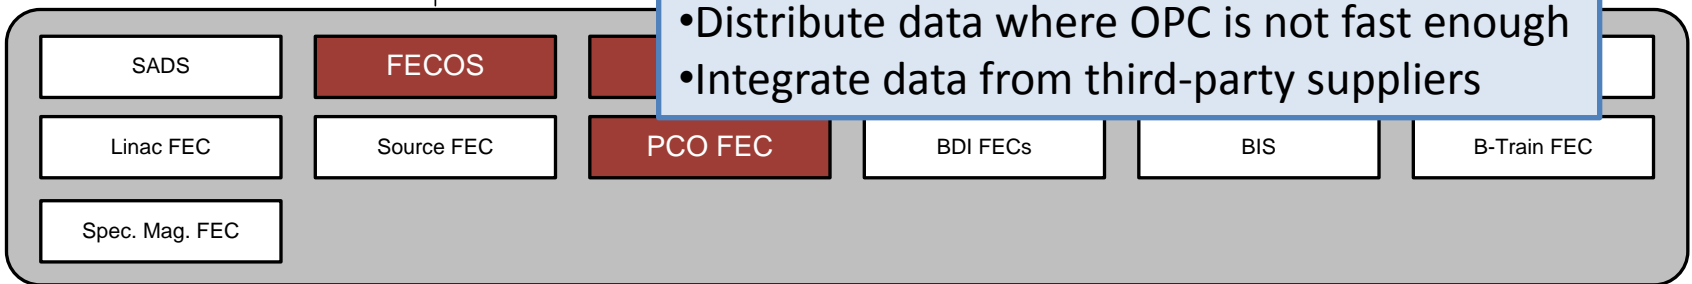 •Distribute data where OPC is not fast enough
•Integrate data from third-party suppliers
SADS
FECOS
Linac FEC
Source FEC
PCO FEC
BDI FECs
BIS
B-Train FEC
Spec. Mag. FEC